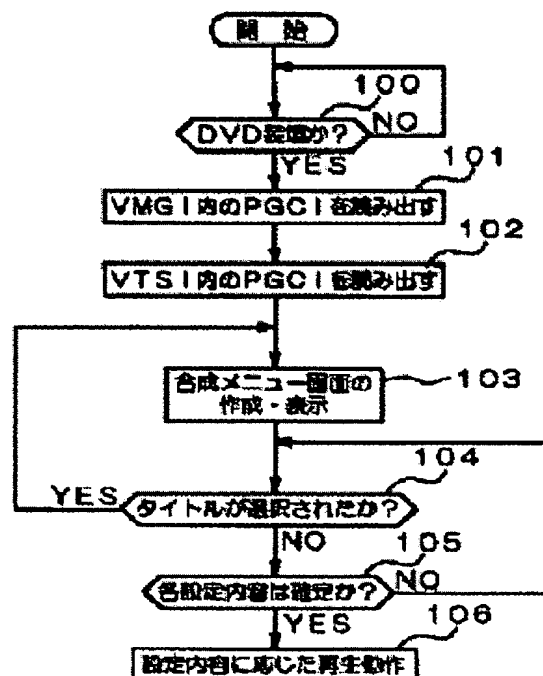 開 始
100
DVD装填か?
NO
YES
101
VMGI内のPGCIを読み出す
102
VTSI内のPGCIを読み出す
合成メニュー画面の
作成・表示
103
104
YES
タイトルが選択されたか?
NO
105
各設定内容は確定か?
NO
YES
106
設定内容に応じた再生動作